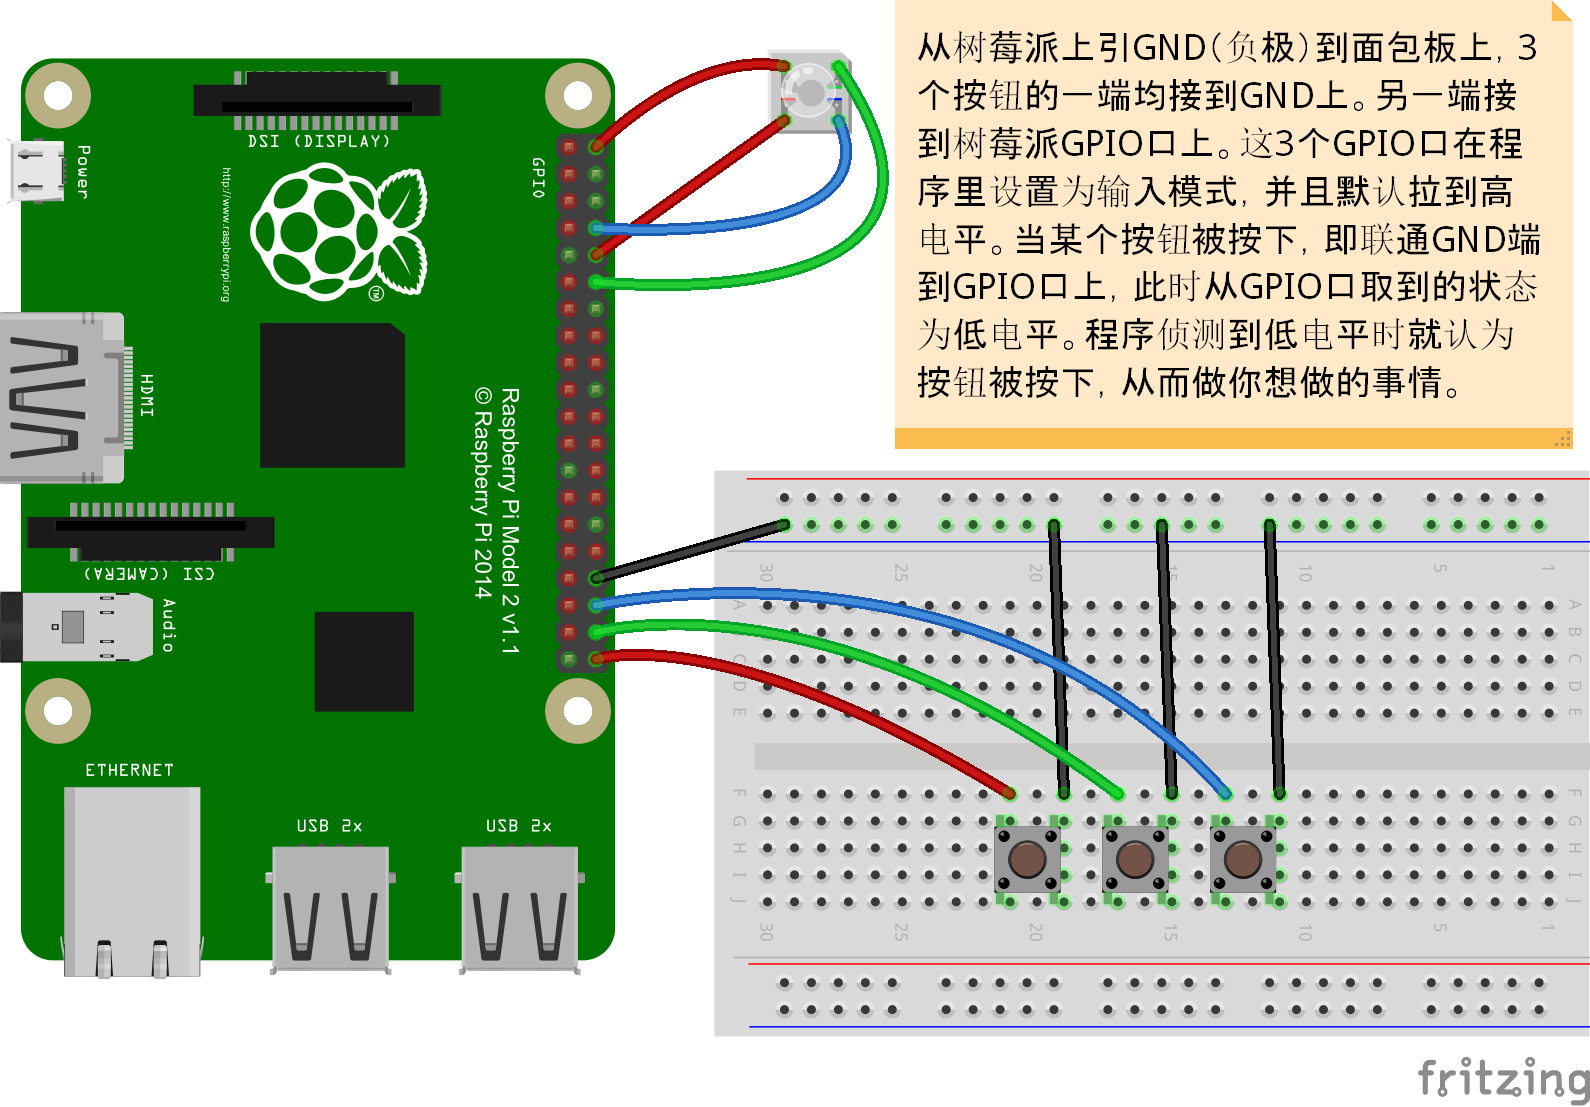 从树莓派上引GND（负极）到面包板上，3
个按钮的一端均接到GND上。另一端接
到树莓派GPIO口上。这3个GPIO口在程
序里设置为输入模式，并且默认拉到高
电平。当某个按钮被按下，即联通GND端
到GPIO口上，此时从GPIO口取到的状态
为低电平。程序侦测到低电平时就认为
按钮被按下，从而做你想做的事情。
DSI (DISPLAY)
Power
http://www.raspberrypi.org
GPIO
TM
HDMI
Raspberry Pi Model 2 v1.1
© Raspberry Pi 2014
CSI (CAMERA)
Audio
ETHERNET
USB 2x
USB 2x
30 25 20 15 10 5 1
A A
B B
C C
D D
E E
F F
G G
H H
I I
J J
30 25 20 15 10 5 1
fritzing